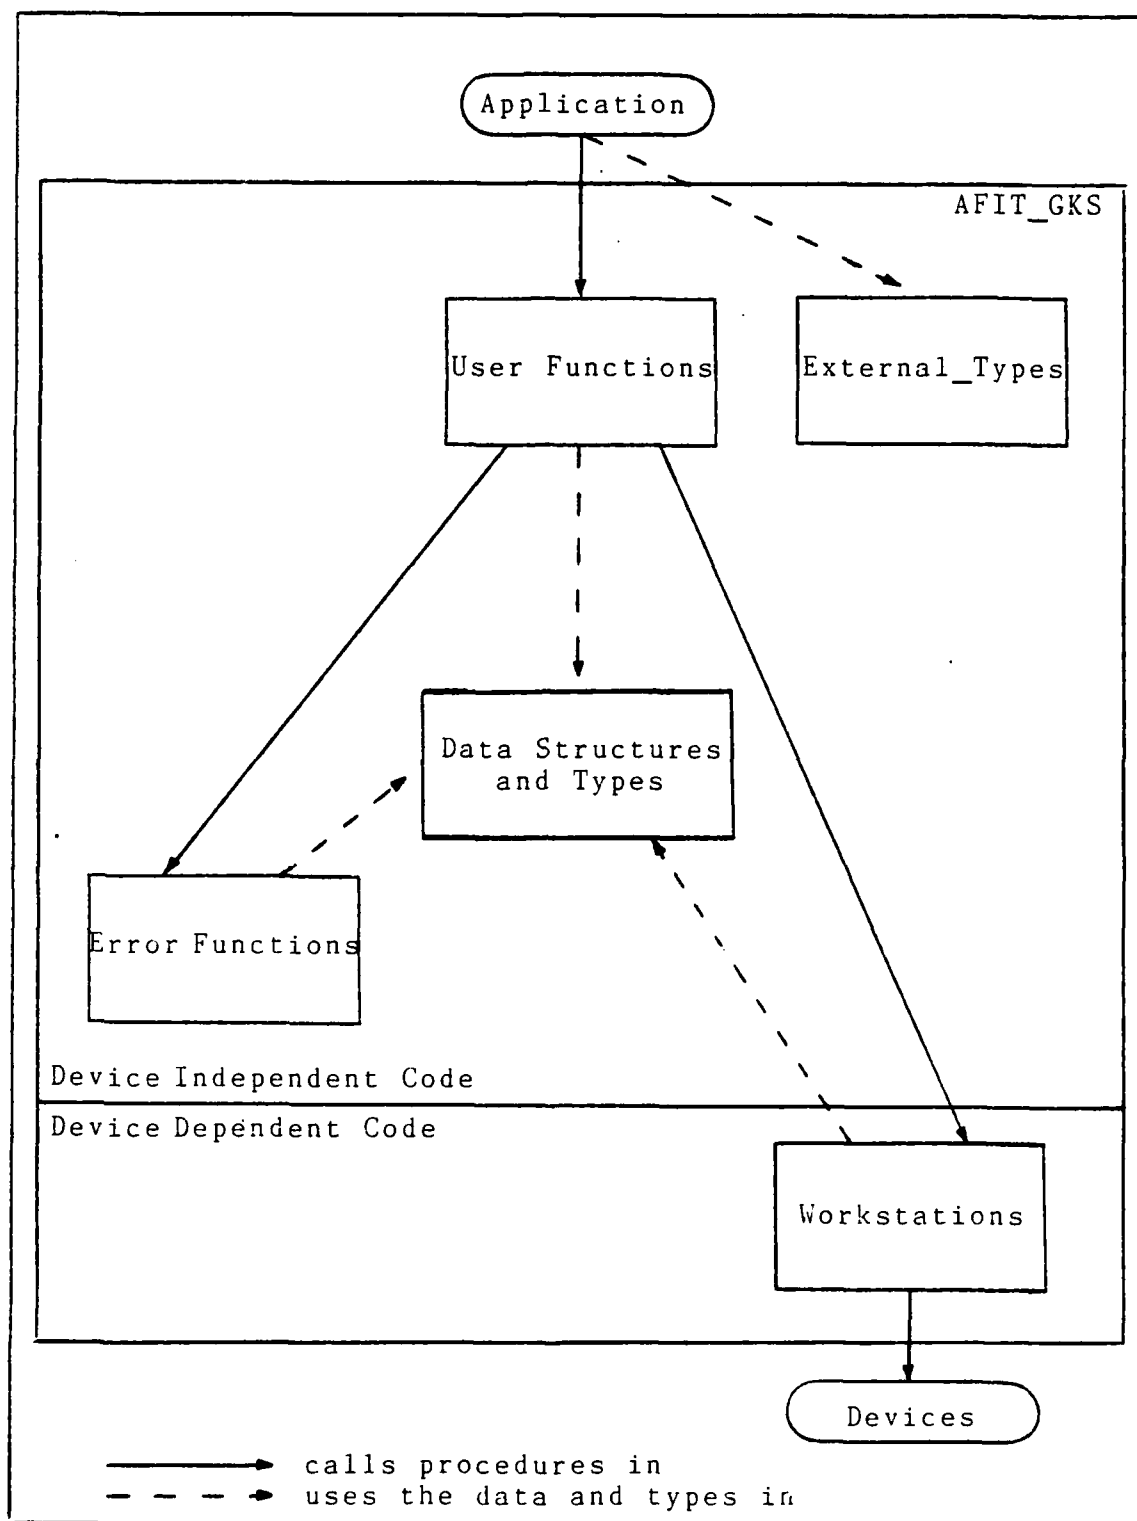 Application
AFIT_GKS
User Functions
External_Types
Data Structures
and Types
Error Functions
Device Independent Code
Device Dependent Code
Workstations
Devices
calls procedures in
uses the data and types in